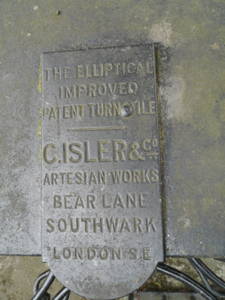 THE ELLIPTICAL
IMPROVED
PATENT TURNSTILE
C.ISLER & Co.
ARTESIAN WORKS
BEAR LANE
SOUTHWARK
LONDON S.E